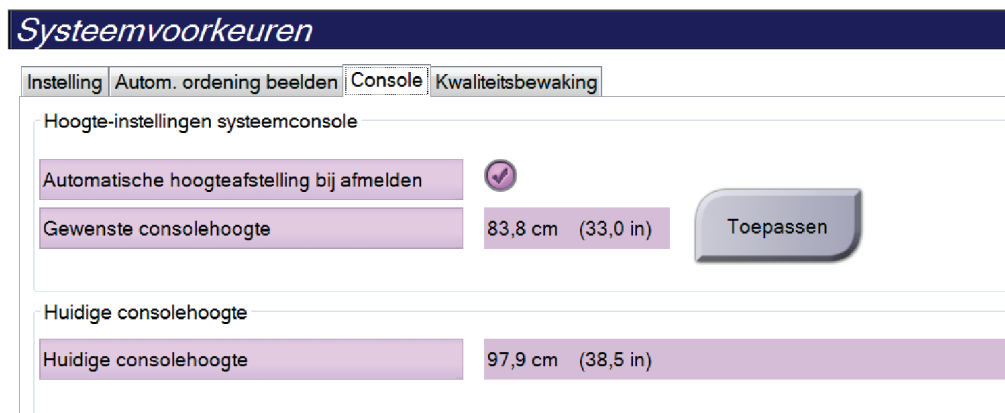 Systeemvoorkeuren
Instelling Autom. ordening beelden Console Kwaliteitsbewaking
Hoogte-instellingen systeemconsole
Automatische hoogteafstelling bij afmelden
Gewenste consolehoogte 83,8 cm (33,0 in) Toepassen
Huidige consolehoogte
Huidige consolehoogte 97,9 cm (38,5 in)